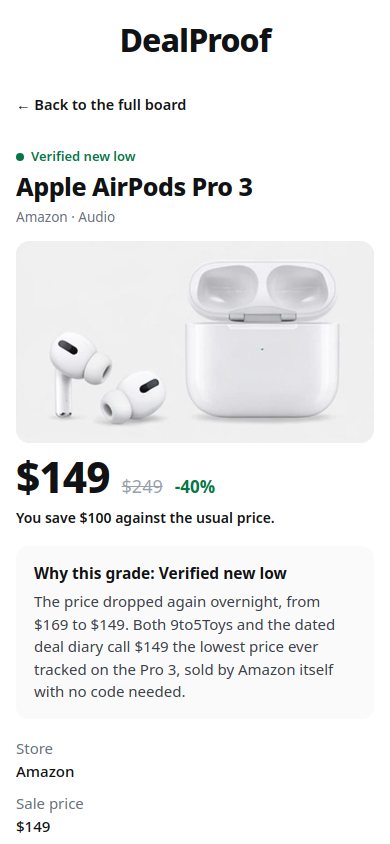 DealProof
← Back to the full board
Verified new low
Apple AirPods Pro 3
Amazon · Audio
$149 $249 -40%
You save $100 against the usual price.
Why this grade: Verified new low
The price dropped again overnight, from
$169 to $149. Both 9to5Toys and the dated
deal diary call $149 the lowest price ever
tracked on the Pro 3, sold by Amazon itself
with no code needed.
Store
Amazon
Sale price
$149